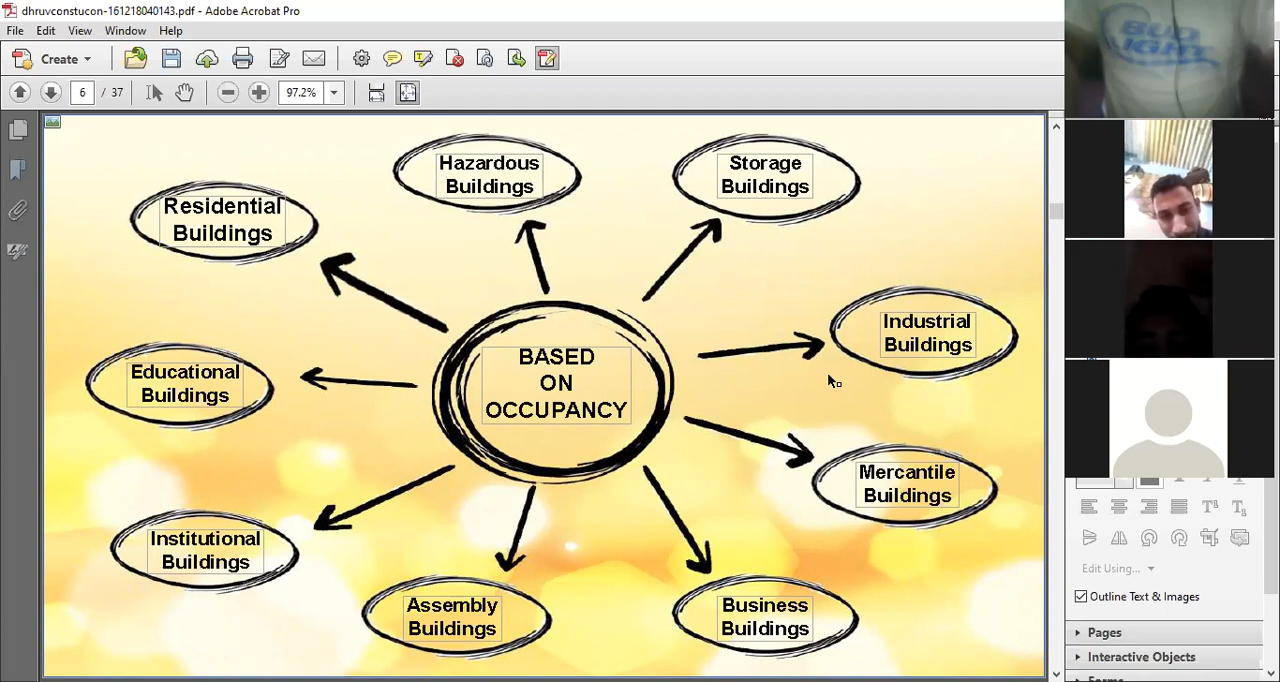 dhruvconstucon-161218040143.pdf - Adobe Acrobat Pro
File Edit View Window Help
Create
6 / 37 97.2%
BUD
LIGHT
Hazardous
Buildings
Storage
Buildings
Residential
Buildings
Industrial
Buildings
BASED
ON
OCCUPANCY
Educational
Buildings
Mercantile
Buildings
Institutional
Buildings
Assembly
Buildings
Business
Buildings
Edit Using...
Outline Text & Images
Pages
Interactive Objects